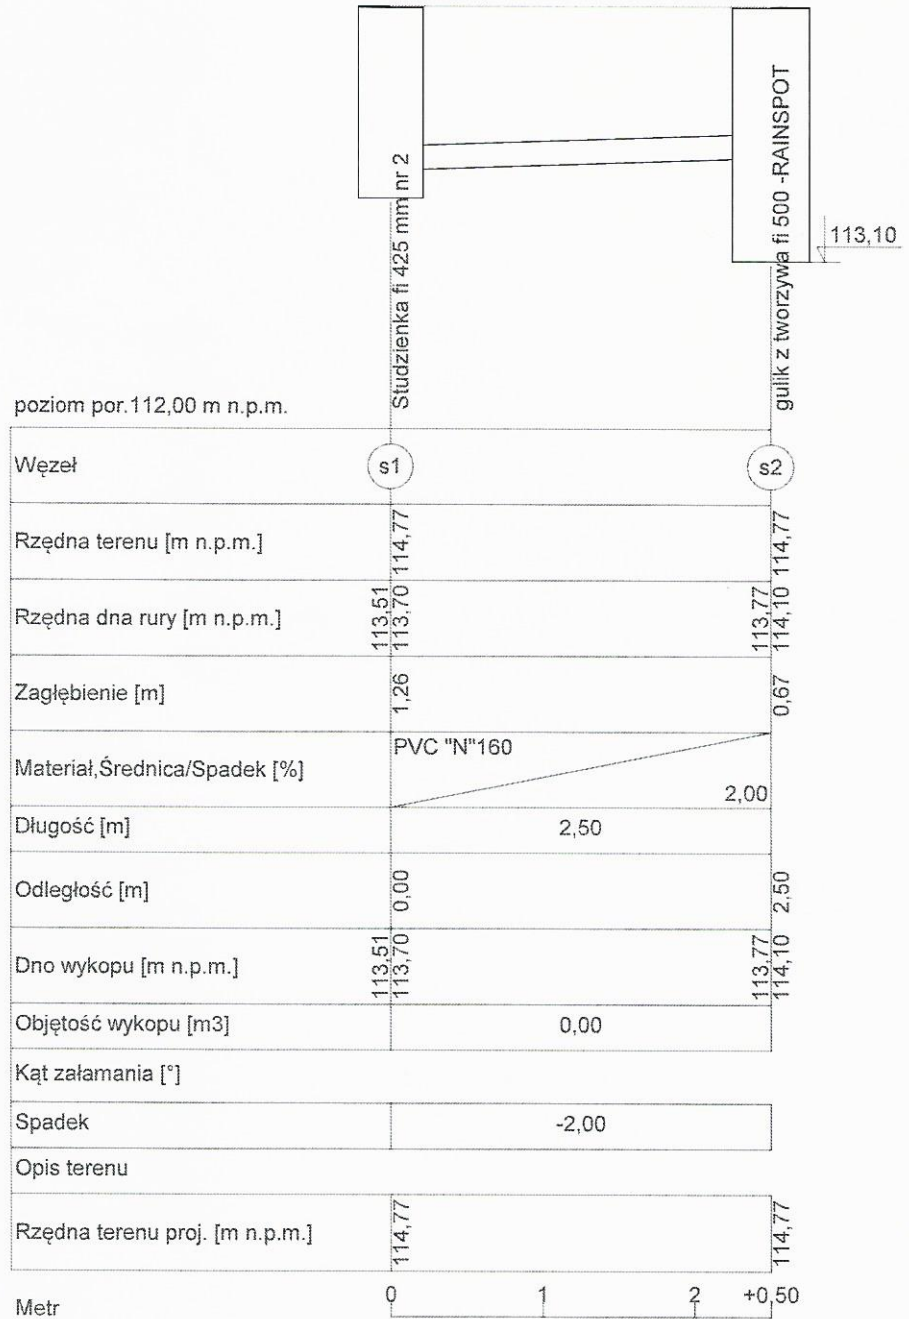 Studzienka fi 425 mm nr 2
gulik z tworzywa fi 500 -RAINSPOT
113,10
poziom por.112,00 m n.p.m.
Węzeł s1 s2
Rzędna terenu [m n.p.m.] 114,77 114,77
Rzędna dna rury [m n.p.m.] 113,51 113,70 113,77 114,10
Zagłębienie [m] 1,26 0,67
Materiał,Średnica/Spadek [%] PVC "N"160 2,00
Długość [m] 2,50
Odległość [m] 0,00 2,50
Dno wykopu [m n.p.m.] 113,51 113,70 113,77 114,10
Objętość wykopu [m3] 0,00
Kąt załamania [°]
Spadek -2,00
Opis terenu
Rzędna terenu proj. [m n.p.m.] 114,77 114,77
Metr 0 1 2 +0,50